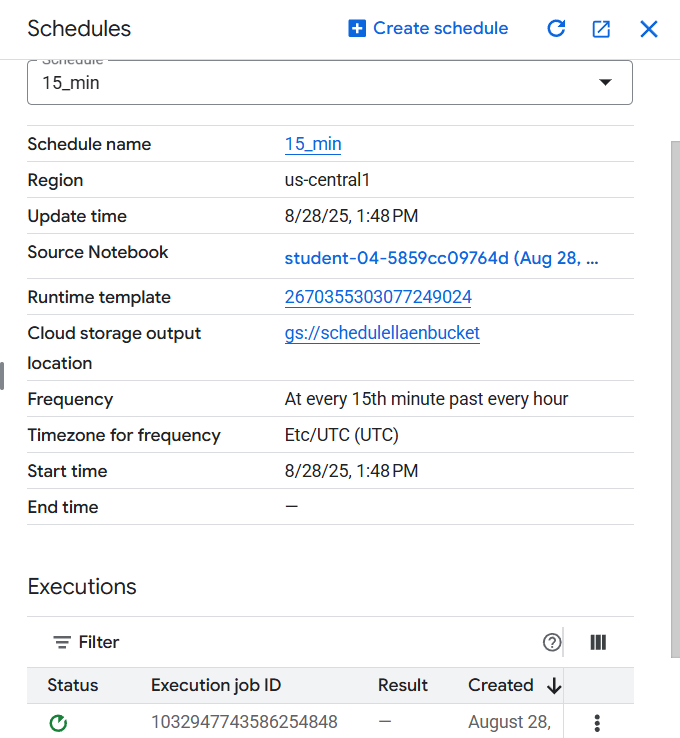 Schedules
Create schedule
Schedule
15_min
Schedule name 15_min
Region us-central1
Update time 8/28/25, 1:48 PM
Source Notebook student-04-5859cc09764d (Aug 28, ...
Runtime template 2670355303077249024
Cloud storage output gs://schedulellaenbucket
location
Frequency At every 15th minute past every hour
Timezone for frequency Etc/UTC (UTC)
Start time 8/28/25, 1:48 PM
End time —
Executions
Filter
Status Execution job ID Result Created
1032947743586254848 — August 28,